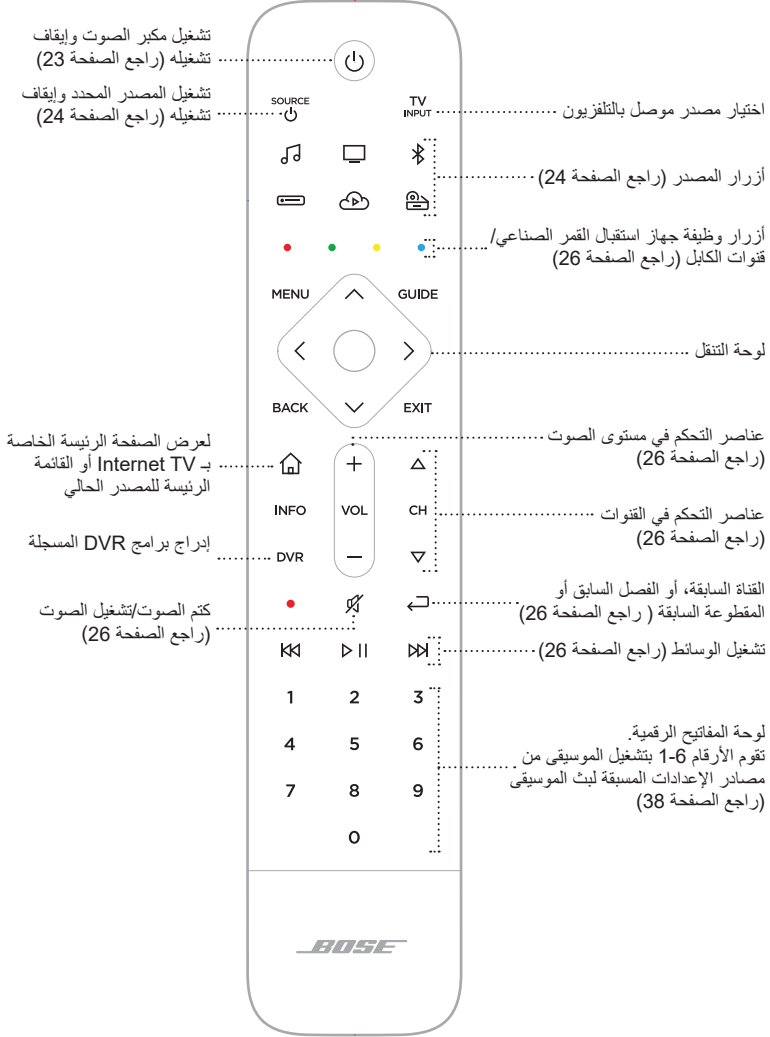 تشغيل مكبر الصوت وإيقاف
تشغيله (راجع الصفحة 23)
تشغيل المصدر المحدد وإيقاف
تشغيله (راجع الصفحة 24)
SOURCE
TV
INPUT
اختيار مصدر موصل بالتلفزيون
أزرار المصدر (راجع الصفحة 24)
أزرار وظيفة جهاز استقبال القمر الصناعي/
قنوات الكابل (راجع الصفحة 26)
MENU
GUIDE
لوحة التنقل
BACK
EXIT
عناصر التحكم في مستوى الصوت
(راجع الصفحة 26)
لعرض الصفحة الرئيسة الخاصة
بـ Internet TV أو القائمة
الرئيسة للمصدر الحالي
+
INFO
VOL
CH
عناصر التحكم في القنوات
(راجع الصفحة 26)
إدراج برامج DVR المسجلة
DVR
−
القناة السابقة، أو الفصل السابق أو
المقطوعة السابقة ( راجع الصفحة 26)
كتم الصوت/تشغيل الصوت
(راجع الصفحة 26)
تشغيل الوسائط (راجع الصفحة 26)
1 2 3
4 5 6
7 8 9
0
لوحة المفاتيح الرقمية.
تقوم الأرقام 6-1 بتشغيل الموسيقى من
مصادر الإعدادات المسبقة لبث الموسيقى
(راجع الصفحة 38)
BOSE